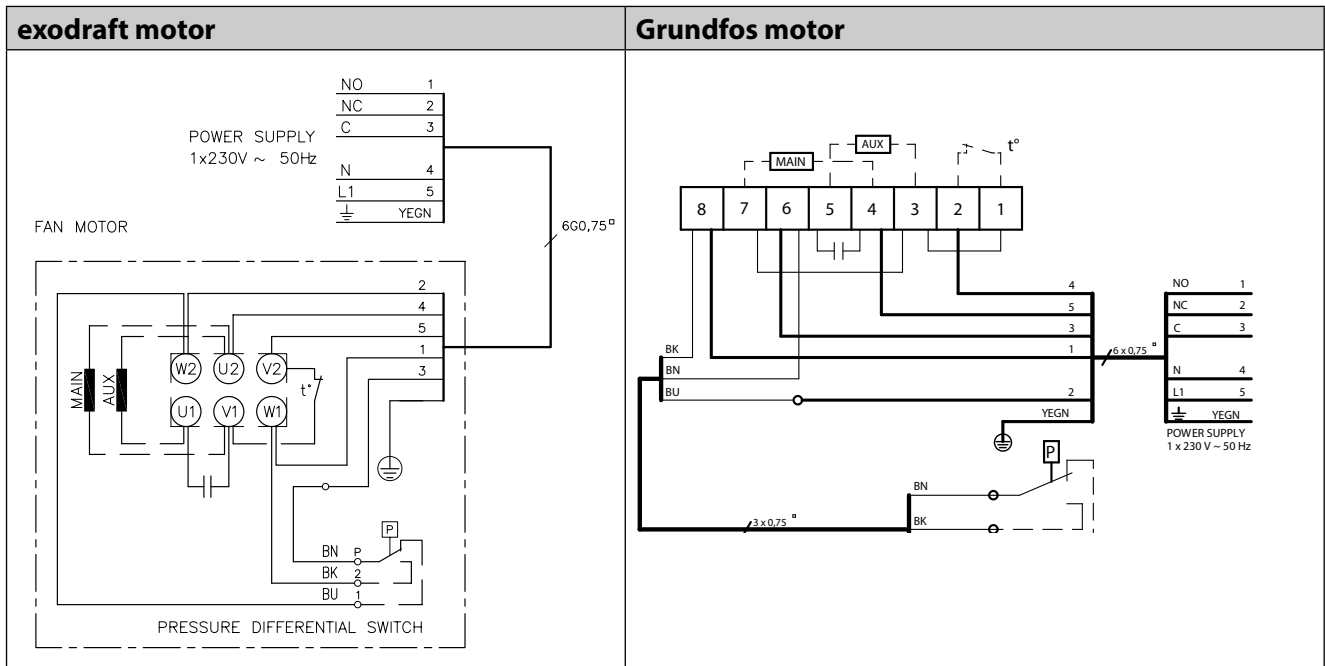 exodraft motor
NO 1
NC 2
C 3
POWER SUPPLY
1x230V ~ 50Hz
N 4
L1 5
YEGN
6G0,75
FAN MOTOR
2
4
5
1
3
MAIN
AUX
W2 U2 V2
t°
U1 V1 W1
P
BN P
BK 2
BU 1
PRESSURE DIFFERENTIAL SWITCH
Grundfos motor
AUX
MAIN
t°
8 7 6 5 4 3 2 1
4
5
3
1
2
YEGN
BK
BN
BU
6 x 0,75
NO 1
NC 2
C 3
N 4
L1 5
YEGN
POWER SUPPLY
1 x 230 V ~ 50 Hz
P
BN
BK
3 x 0,75